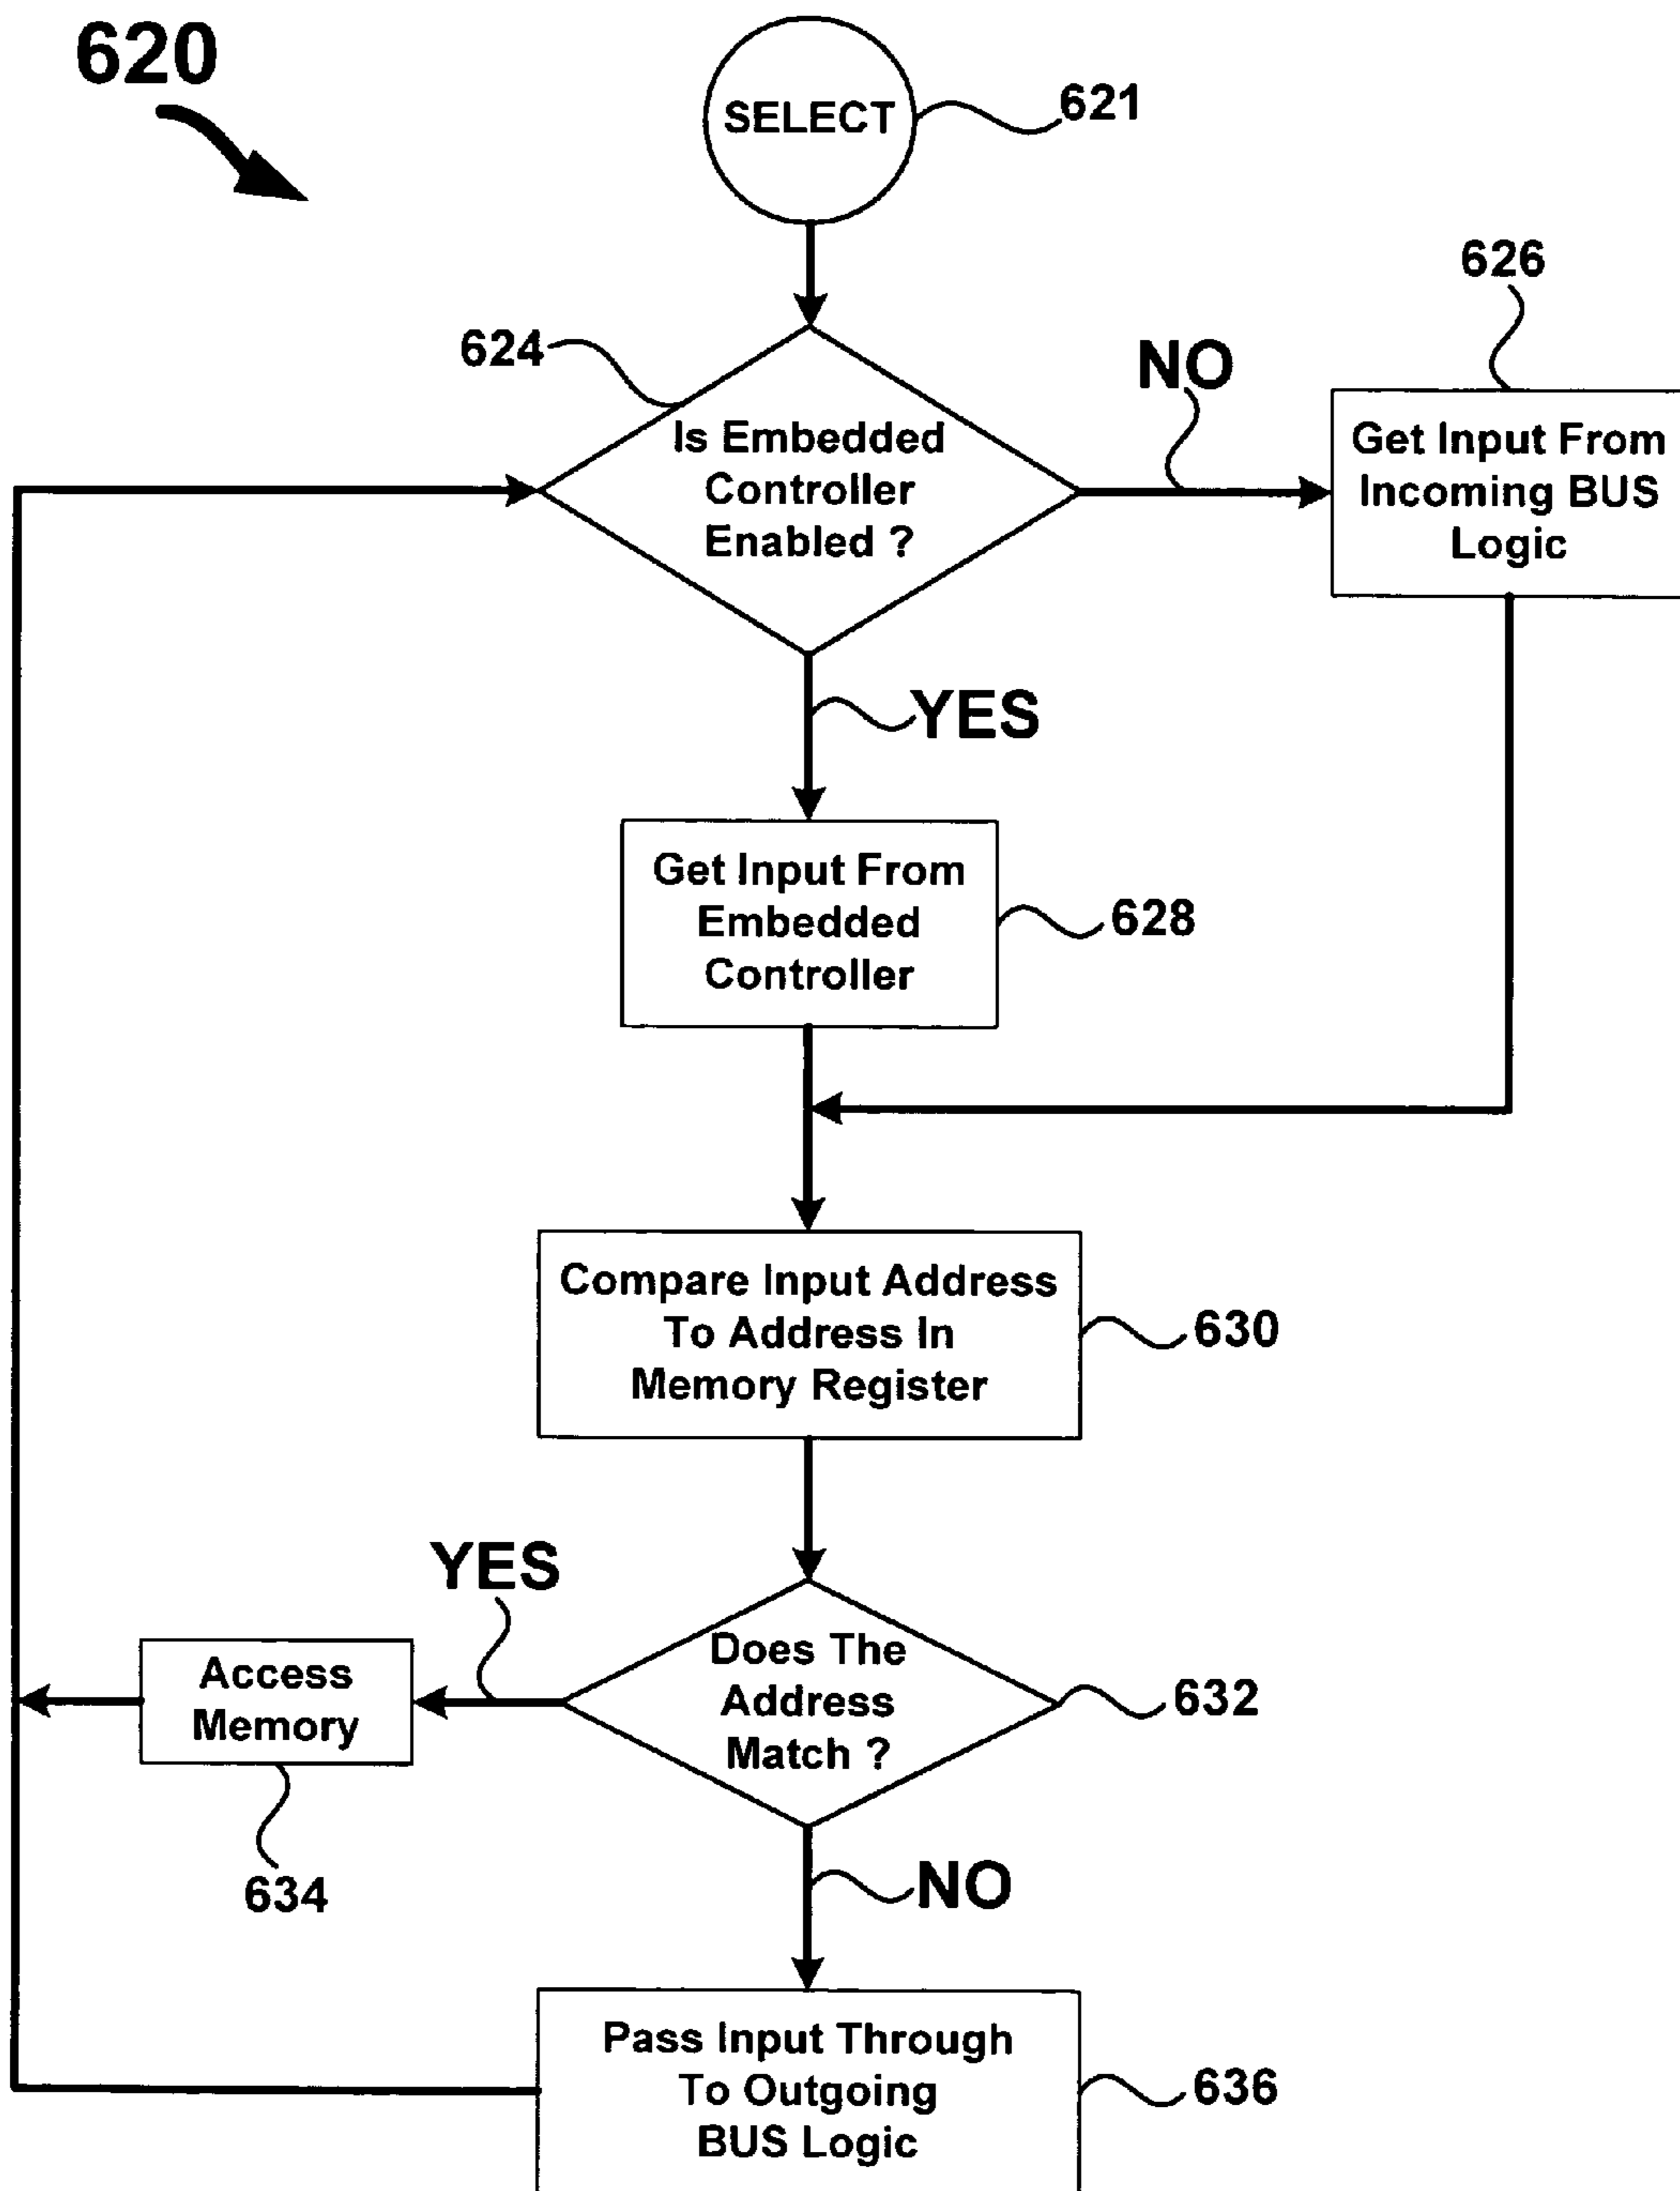 620
SELECT
621
626
624
NO
Is Embedded
Controller
Enabled ?
Get Input From
Incoming BUS
Logic
YES
Get Input From
Embedded
Controller
628
Compare Input Address
To Address In
Memory Register
630
YES
Does The
Address
Match ?
632
Access
Memory
634
NO
Pass Input Through
To Outgoing
BUS Logic
636